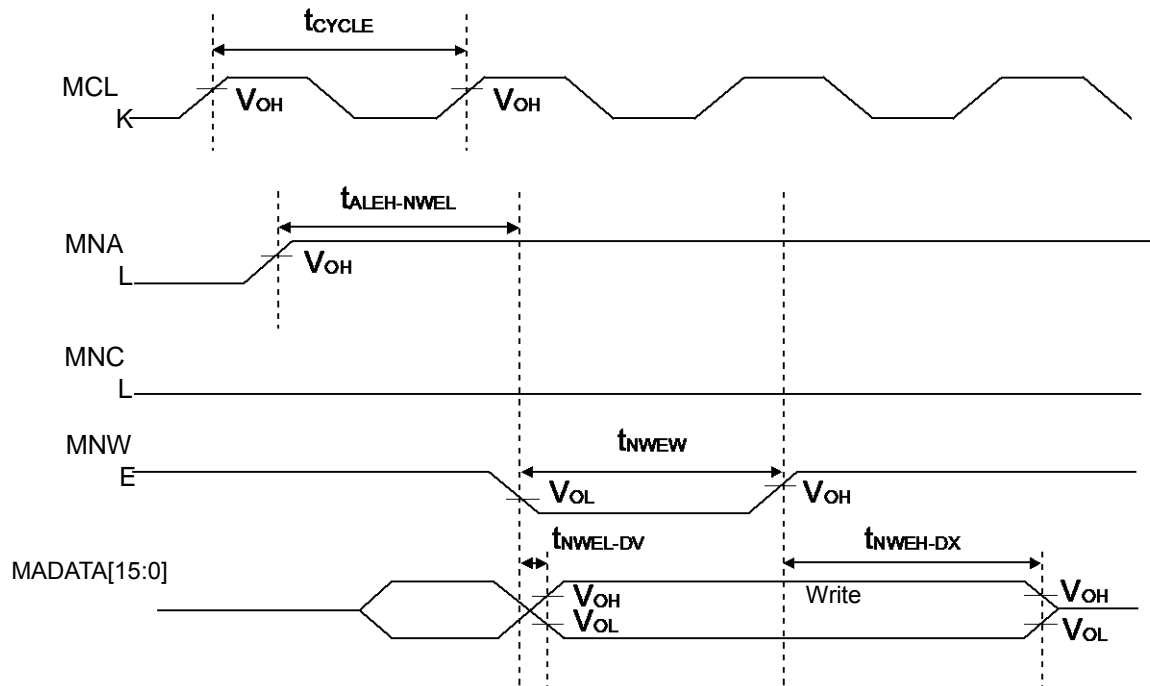 tCYCLE
MCL
K
VOH
VOH
tALEH-NWEL
MNA
L
VOH
MNC
L
MNW
E
tNWEW
VOL
VOH
tNWEL-DV
tNWEH-DX
MADATA[15:0]
VOH
Write
VOH
VOL
VOL